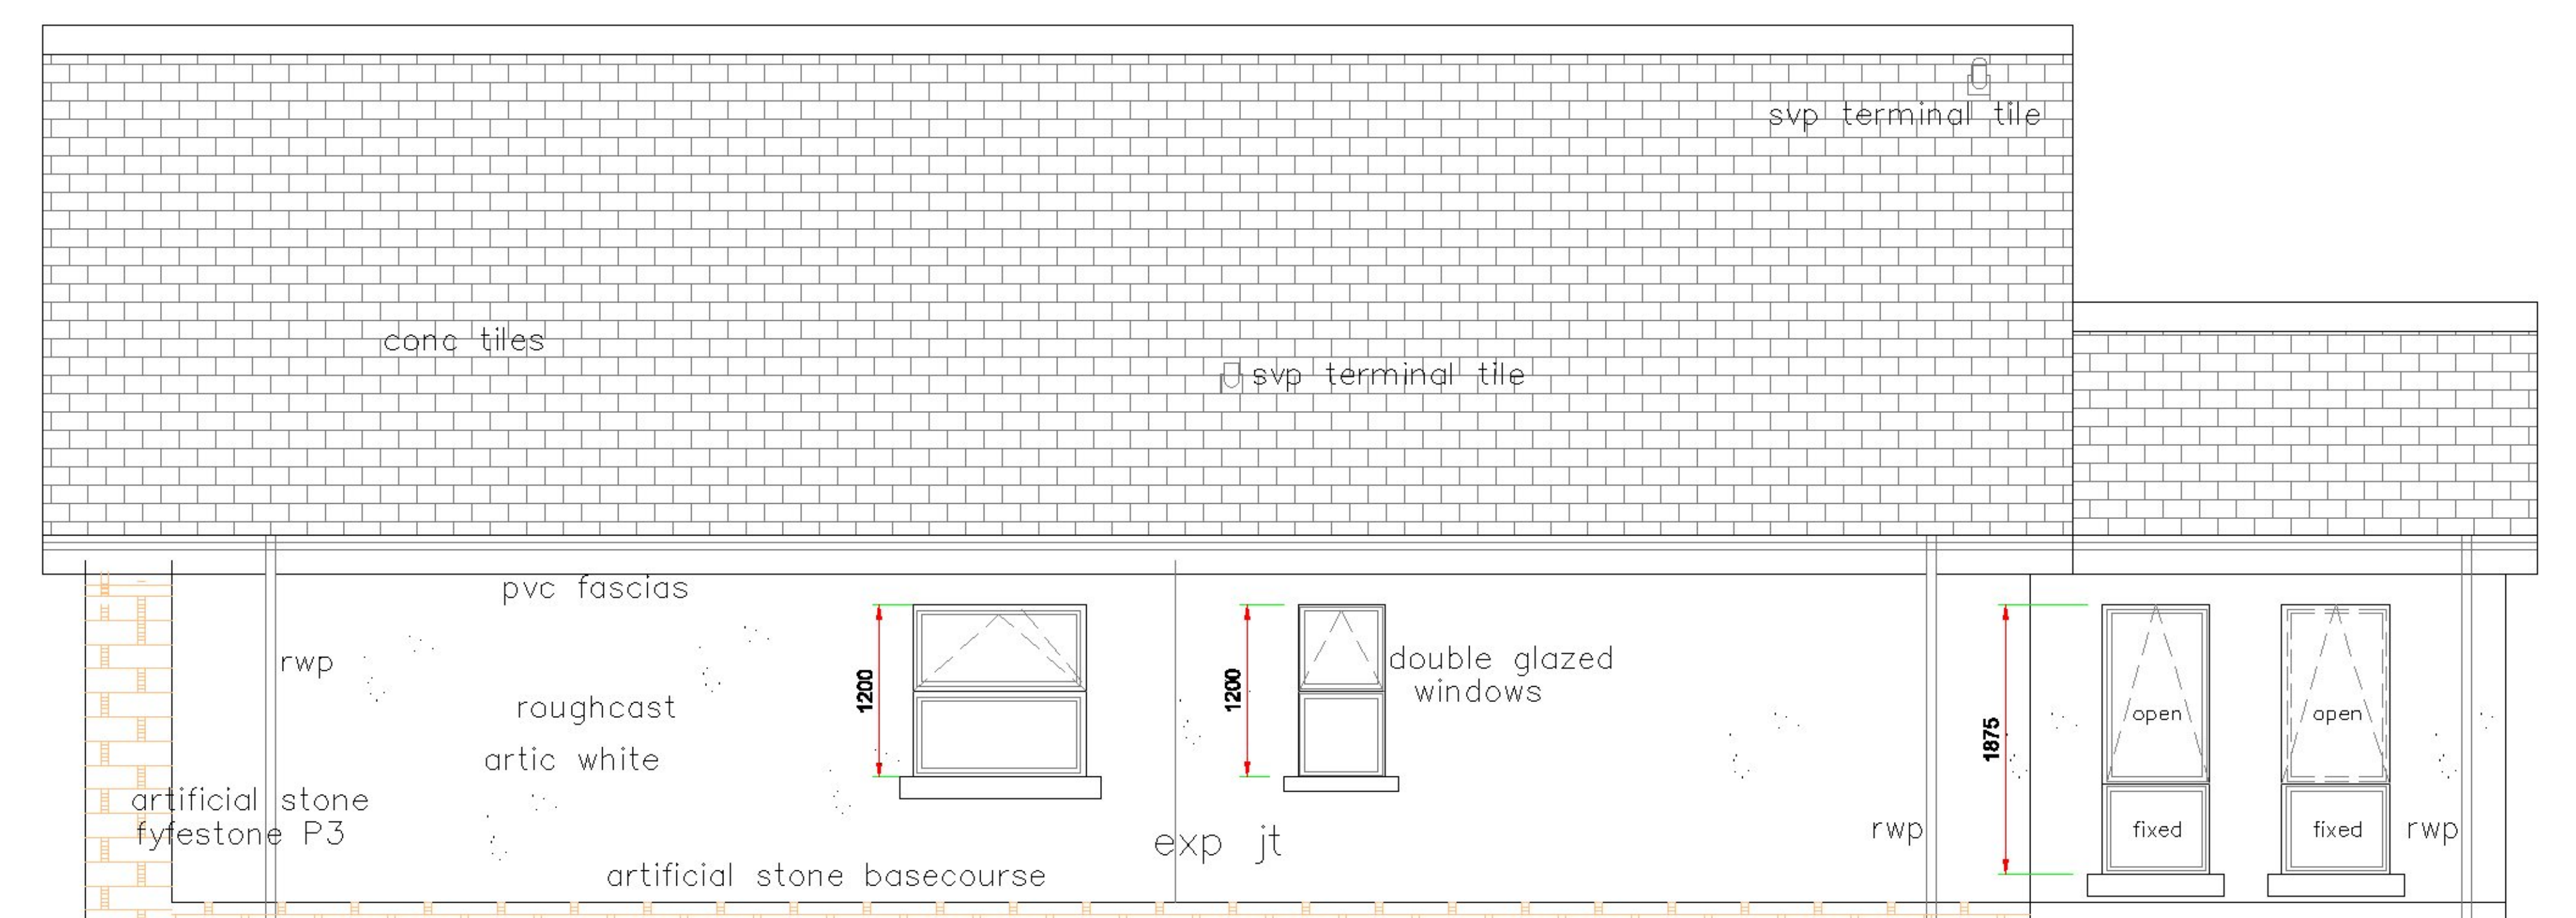 svp terminal tile
conc tiles
svp terminal tile
pvc fascias
rwp
roughcast
artic white
artificial stone
fyfestone P3
artificial stone basecourse
1200
exp jt
1200
double glazed
windows
rwp
1875
open
fixed
open
fixed
rwp